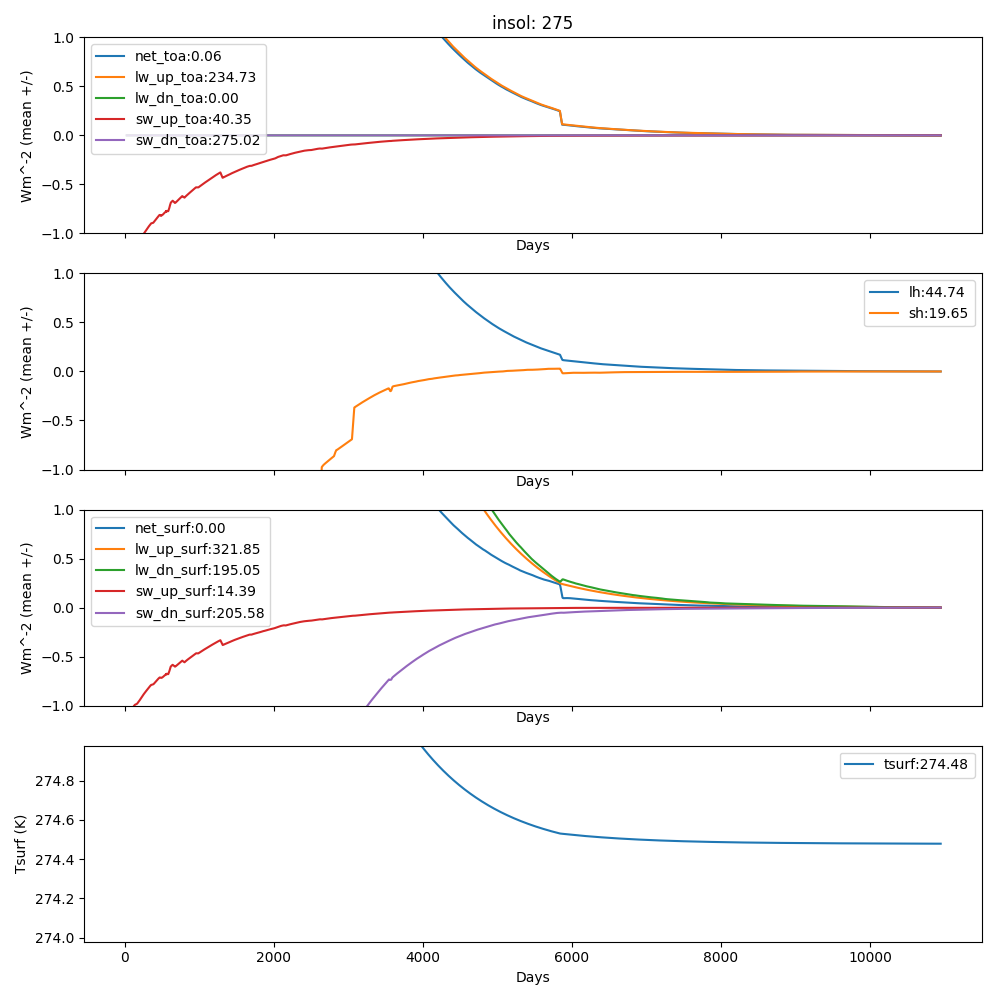 insol: 275
1.0
0.5
0.0
−0.5
−1.0
Wm^-2 (mean +/-)
net_toa:0.06
lw_up_toa:234.73
lw_dn_toa:0.00
sw_up_toa:40.35
sw_dn_toa:275.02
Days
1.0
0.5
0.0
−0.5
−1.0
Wm^-2 (mean +/-)
lh:44.74
sh:19.65
Days
1.0
0.5
0.0
−0.5
−1.0
Wm^-2 (mean +/-)
net_surf:0.00
lw_up_surf:321.85
lw_dn_surf:195.05
sw_up_surf:14.39
sw_dn_surf:205.58
Days
274.8
274.6
274.4
274.2
274.0
Tsurf (K)
tsurf:274.48
0 2000 4000 6000 8000 10000
Days